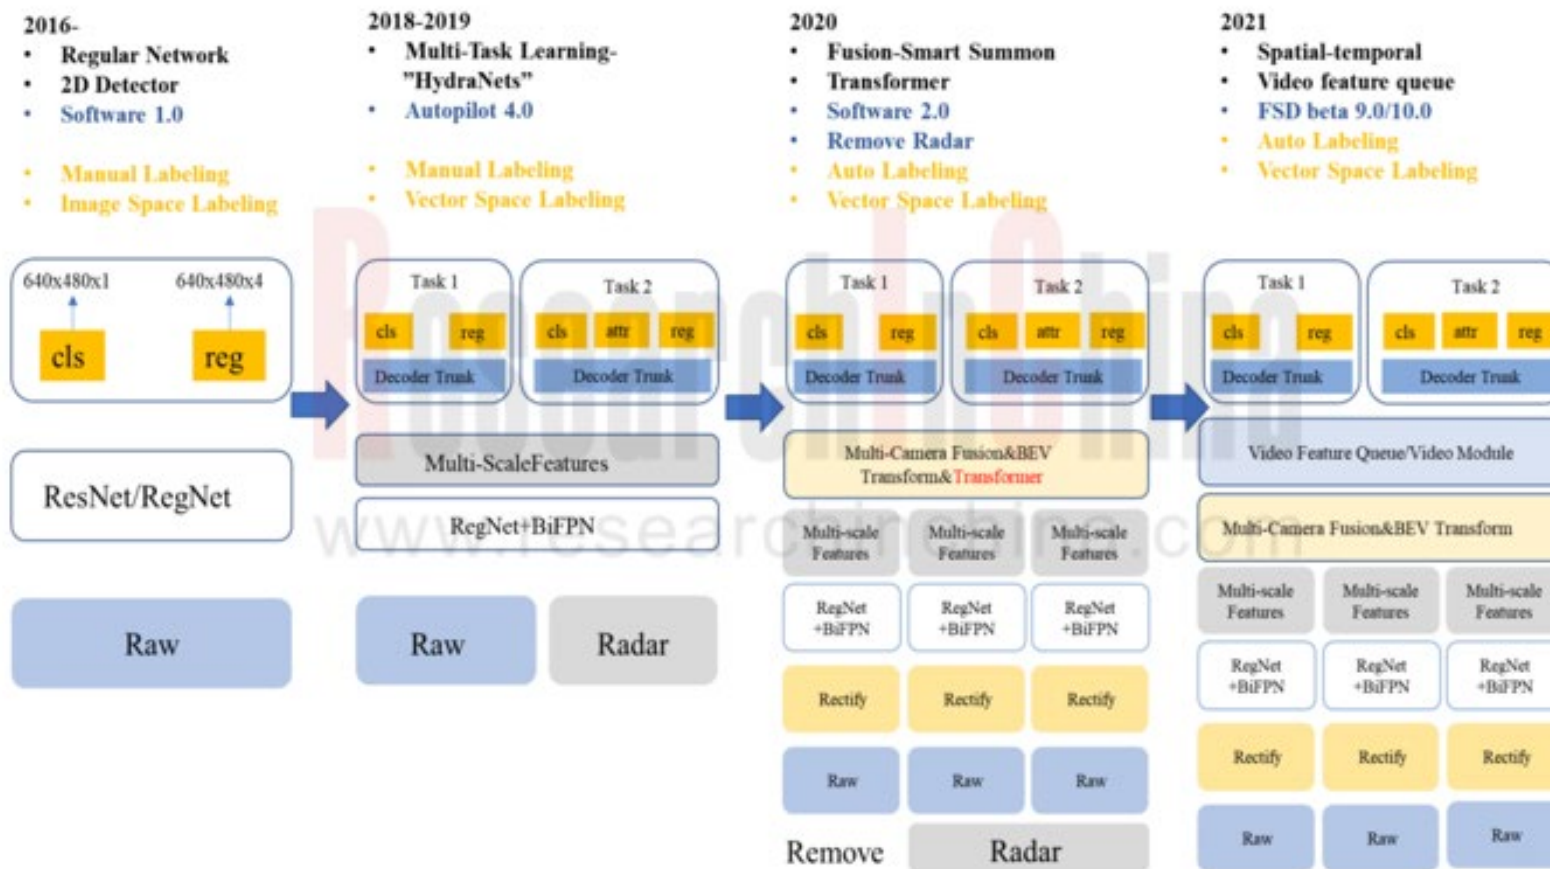 2016-
• Regular Network
• 2D Detector
• Software 1.0
• Manual Labeling
• Image Space Labeling
640x480x1
640x480x4
cls
reg
ResNet/RegNet
Raw
2018-2019
• Multi-Task Learning-
”HydraNets”
• Autopilot 4.0
• Manual Labeling
• Vector Space Labeling
Task 1
cls
reg
Decoder Trunk
Task 2
cls
attr
reg
Decoder Trunk
Multi-ScaleFeatures
RegNet+BiFPN
Raw
Radar
2020
• Fusion-Smart Summon
• Transformer
• Software 2.0
• Remove Radar
• Auto Labeling
• Vector Space Labeling
Task 1
cls
reg
Decoder Trunk
Task 2
cls
attr
reg
Decoder Trunk
Multi-Camera Fusion&BEV
Transform&Transformer
Multi-scale
Features
Multi-scale
Features
Multi-scale
Features
RegNet
+BiFPN
RegNet
+BiFPN
RegNet
+BiFPN
Rectify
Rectify
Rectify
Raw
Raw
Raw
Remove
Radar
2021
• Spatial-temporal
• Video feature queue
• FSD beta 9.0/10.0
• Auto Labeling
• Vector Space Labeling
Task 1
cls
reg
Decoder Trunk
Task 2
cls
attr
reg
Decoder Trunk
Video Feature Queue/Video Module
Multi-Camera Fusion&BEV Transform
Multi-scale
Features
Multi-scale
Features
Multi-scale
Features
RegNet
+BiFPN
RegNet
+BiFPN
RegNet
+BiFPN
Rectify
Rectify
Rectify
Raw
Raw
Raw
ResearchInChina
www.researchinchina.com